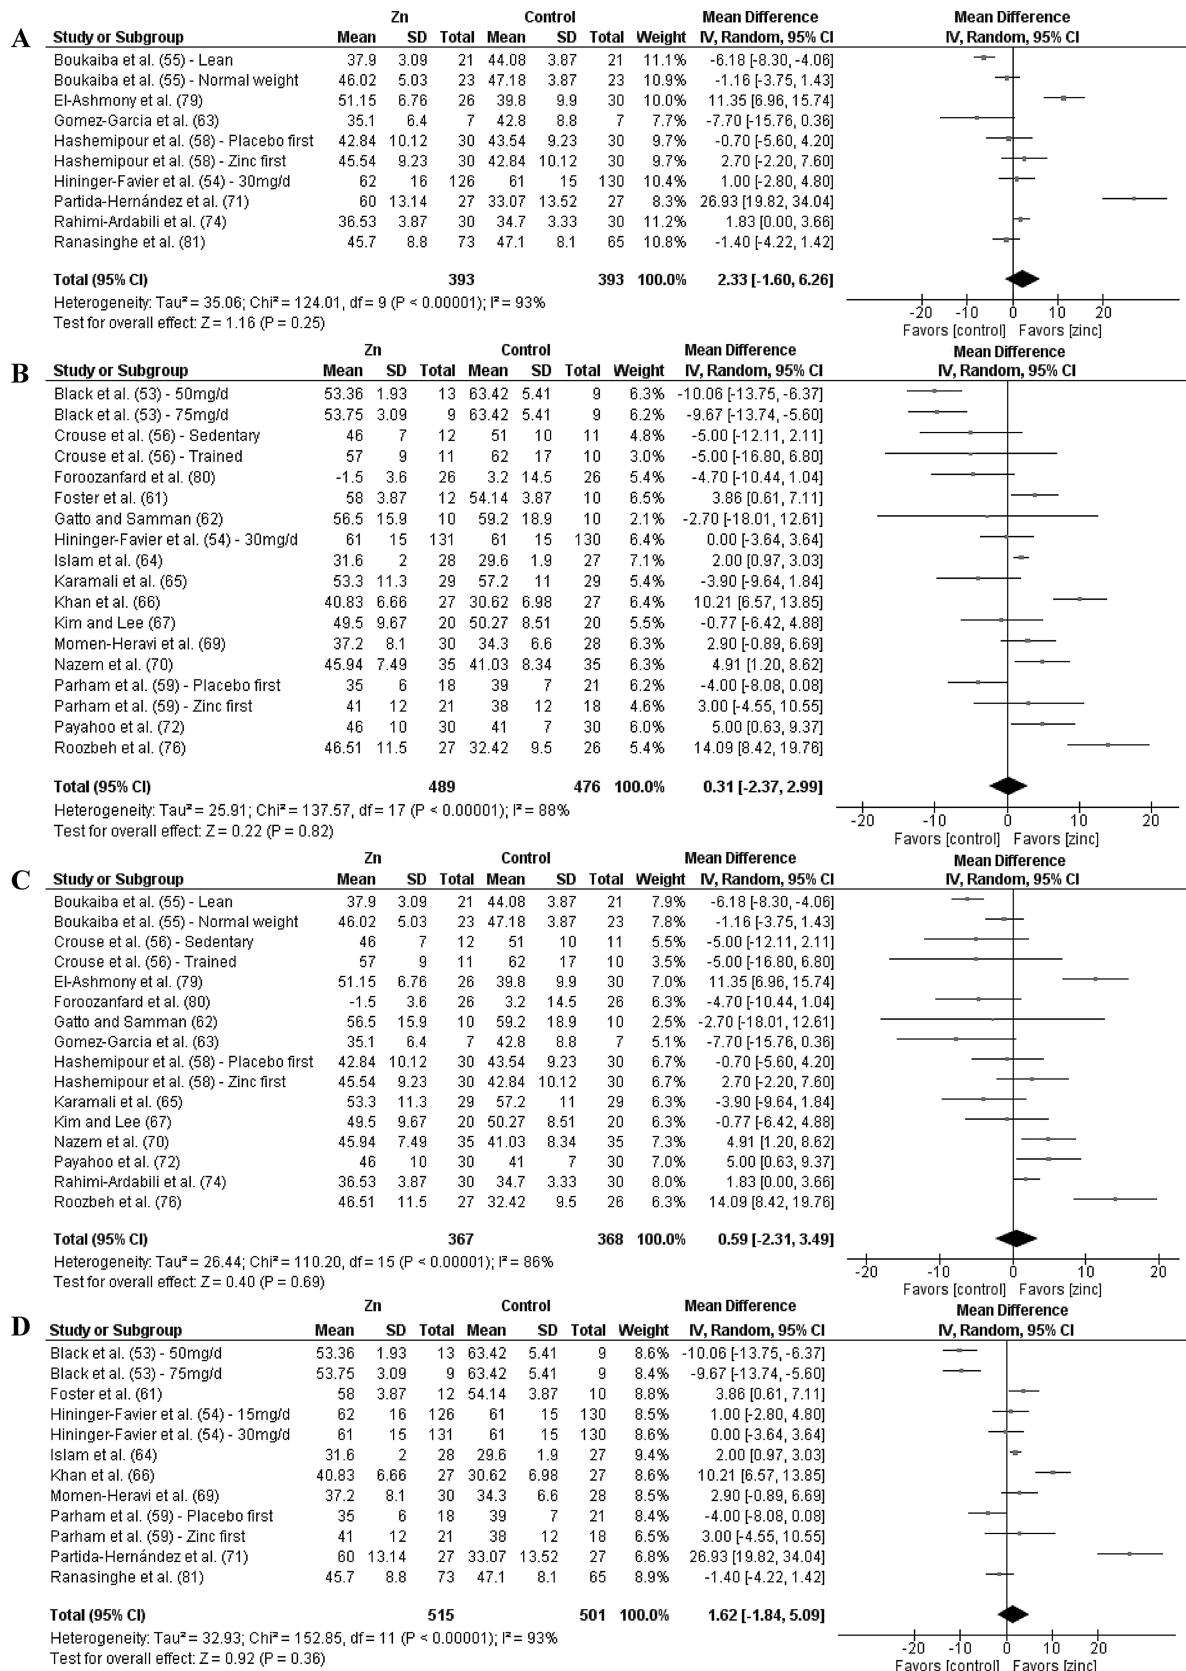 A
Zn Control Mean Difference Mean Difference
Study or Subgroup Mean SD Total Mean SD Total Weight IV, Random, 95% CI IV, Random, 95% CI
Boukaiba et al. (55) - Lean 37.9 3.09 21 44.08 3.87 21 11.1% -6.18 [-8.30, -4.06]
Boukaiba et al. (55) - Normal weight 46.02 5.03 23 47.18 3.87 23 10.9% -1.16 [-3.75, 1.43]
El-Ashmony et al. (79) 51.15 6.76 26 39.8 9.9 30 10.0% 11.35 [6.96, 15.74]
Gomez-Garcia et al. (63) 35.1 6.4 7 42.8 8.8 7 7.7% -7.70 [-15.76, 0.36]
Hashemipour et al. (58) - Placebo first 42.84 10.12 30 43.54 9.23 30 9.7% -0.70 [-5.60, 4.20]
Hashemipour et al. (58) - Zinc first 45.54 9.23 30 42.84 10.12 30 9.7% 2.70 [-2.20, 7.60]
Hininger-Favier et al. (54) - 30mg/d 62 16 126 61 15 130 10.4% 1.00 [-2.80, 4.80]
Partida-Hernández et al. (71) 60 13.14 27 33.07 13.52 27 8.3% 26.93 [19.82, 34.04]
Rahimi-Ardabili et al. (74) 36.53 3.87 30 34.7 3.33 30 11.2% 1.83 [0.00, 3.66]
Ranasinghe et al. (81) 45.7 8.8 73 47.1 8.1 65 10.8% -1.40 [-4.22, 1.42]
Total (95% CI) 393 393 100.0% 2.33 [-1.60, 6.26]
Heterogeneity: Tau² = 35.06; Chi² = 124.01, df = 9 (P < 0.00001); I² = 93%
Test for overall effect: Z = 1.16 (P = 0.25)
-20 -10 0 10 20
Favors [control] Favors [zinc]
B
Zn Control Mean Difference Mean Difference
Study or Subgroup Mean SD Total Mean SD Total Weight IV, Random, 95% CI IV, Random, 95% CI
Black et al. (53) - 50mg/d 53.36 1.93 13 63.42 5.41 9 6.3% -10.06 [-13.75, -6.37]
Black et al. (53) - 75mg/d 53.75 3.09 9 63.42 5.41 9 6.2% -9.67 [-13.74, -5.60]
Crouse et al. (56) - Sedentary 46 7 12 51 10 11 4.8% -5.00 [-12.11, 2.11]
Crouse et al. (56) - Trained 57 9 11 62 17 10 3.0% -5.00 [-16.80, 6.80]
Foroozanfard et al. (80) -1.5 3.6 26 3.2 14.5 26 5.4% -4.70 [-10.44, 1.04]
Foster et al. (61) 58 3.87 12 54.14 3.87 10 6.5% 3.86 [0.61, 7.11]
Gatto and Samman (62) 56.5 15.9 10 59.2 18.9 10 2.1% -2.70 [-18.01, 12.61]
Hininger-Favier et al. (54) - 30mg/d 61 15 131 61 15 130 6.4% 0.00 [-3.64, 3.64]
Islam et al. (64) 31.6 2 28 29.6 1.9 27 7.1% 2.00 [0.97, 3.03]
Karamali et al. (65) 53.3 11.3 29 57.2 11 29 5.4% -3.90 [-9.64, 1.84]
Khan et al. (66) 40.83 6.66 27 30.62 6.98 27 6.4% 10.21 [6.57, 13.85]
Kim and Lee (67) 49.5 9.67 20 50.27 8.51 20 5.5% -0.77 [-6.42, 4.88]
Momen-Heravi et al. (69) 37.2 8.1 30 34.3 6.6 28 6.3% 2.90 [-0.89, 6.69]
Nazem et al. (70) 45.94 7.49 35 41.03 8.34 35 6.3% 4.91 [1.20, 8.62]
Parham et al. (59) - Placebo first 35 6 18 39 7 21 6.2% -4.00 [-8.08, 0.08]
Parham et al. (59) - Zinc first 41 12 21 38 12 18 4.6% 3.00 [-4.55, 10.55]
Payahoo et al. (72) 46 10 30 41 7 30 6.0% 5.00 [0.63, 9.37]
Roozbeh et al. (76) 46.51 11.5 27 32.42 9.5 26 5.4% 14.09 [8.42, 19.76]
Total (95% CI) 489 476 100.0% 0.31 [-2.37, 2.99]
Heterogeneity: Tau² = 25.91; Chi² = 137.57, df = 17 (P < 0.00001); I² = 88%
Test for overall effect: Z = 0.22 (P = 0.82)
-20 -10 0 10 20
Favors [control] Favors [zinc]
C
Zn Control Mean Difference Mean Difference
Study or Subgroup Mean SD Total Mean SD Total Weight IV, Random, 95% CI IV, Random, 95% CI
Boukaiba et al. (55) - Lean 37.9 3.09 21 44.08 3.87 21 7.9% -6.18 [-8.30, -4.06]
Boukaiba et al. (55) - Normal weight 46.02 5.03 23 47.18 3.87 23 7.8% -1.16 [-3.75, 1.43]
Crouse et al. (56) - Sedentary 46 7 12 51 10 11 5.5% -5.00 [-12.11, 2.11]
Crouse et al. (56) - Trained 57 9 11 62 17 10 3.5% -5.00 [-16.80, 6.80]
El-Ashmony et al. (79) 51.15 6.76 26 39.8 9.9 30 7.0% 11.35 [6.96, 15.74]
Foroozanfard et al. (80) -1.5 3.6 26 3.2 14.5 26 6.3% -4.70 [-10.44, 1.04]
Gatto and Samman (62) 56.5 15.9 10 59.2 18.9 10 2.5% -2.70 [-18.01, 12.61]
Gomez-Garcia et al. (63) 35.1 6.4 7 42.8 8.8 7 5.1% -7.70 [-15.76, 0.36]
Hashemipour et al. (58) - Placebo first 42.84 10.12 30 43.54 9.23 30 6.7% -0.70 [-5.60, 4.20]
Hashemipour et al. (58) - Zinc first 45.54 9.23 30 42.84 10.12 30 6.7% 2.70 [-2.20, 7.60]
Karamali et al. (65) 53.3 11.3 29 57.2 11 29 6.3% -3.90 [-9.64, 1.84]
Kim and Lee (67) 49.5 9.67 20 50.27 8.51 20 6.4% -0.77 [-6.42, 4.88]
Nazem et al. (70) 45.94 7.49 35 41.03 8.34 35 7.3% 4.91 [1.20, 8.62]
Payahoo et al. (72) 46 10 30 41 7 30 7.0% 5.00 [0.63, 9.37]
Rahimi-Ardabili et al. (74) 36.53 3.87 30 34.7 3.33 30 8.0% 1.83 [0.00, 3.66]
Roozbeh et al. (76) 46.51 11.5 27 32.42 9.5 26 6.3% 14.09 [8.42, 19.76]
Total (95% CI) 367 368 100.0% 0.59 [-2.31, 3.49]
Heterogeneity: Tau² = 26.44; Chi² = 110.20, df = 15 (P < 0.00001); I² = 86%
Test for overall effect: Z = 0.40 (P = 0.69)
-20 -10 0 10 20
Favors [control] Favors [zinc]
D
Zn Control Mean Difference Mean Difference
Study or Subgroup Mean SD Total Mean SD Total Weight IV, Random, 95% CI IV, Random, 95% CI
Black et al. (53) - 50mg/d 53.36 1.93 13 63.42 5.41 9 8.6% -10.06 [-13.75, -6.37]
Black et al. (53) - 75mg/d 53.75 3.09 9 63.42 5.41 9 8.4% -9.67 [-13.74, -5.60]
Foster et al. (61) 58 3.87 12 54.14 3.87 10 8.8% 3.86 [0.61, 7.11]
Hininger-Favier et al. (54) - 15mg/d 62 16 126 61 15 130 8.5% 1.00 [-2.80, 4.80]
Hininger-Favier et al. (54) - 30mg/d 61 15 131 61 15 130 8.6% 0.00 [-3.64, 3.64]
Islam et al. (64) 31.6 2 28 29.6 1.9 27 9.4% 2.00 [0.97, 3.03]
Khan et al. (66) 40.83 6.66 27 30.62 6.98 27 8.6% 10.21 [6.57, 13.85]
Momen-Heravi et al. (69) 37.2 8.1 30 34.3 6.6 28 8.5% 2.90 [-0.89, 6.69]
Parham et al. (59) - Placebo first 35 6 18 39 7 21 8.4% -4.00 [-8.08, 0.08]
Parham et al. (59) - Zinc first 41 12 21 38 12 18 6.5% 3.00 [-4.55, 10.55]
Partida-Hernández et al. (71) 60 13.14 27 33.07 13.52 27 6.8% 26.93 [19.82, 34.04]
Ranasinghe et al. (81) 45.7 8.8 73 47.1 8.1 65 8.9% -1.40 [-4.22, 1.42]
Total (95% CI) 515 501 100.0% 1.62 [-1.84, 5.09]
Heterogeneity: Tau² = 32.93; Chi² = 152.85, df = 11 (P < 0.00001); I² = 93%
Test for overall effect: Z = 0.92 (P = 0.36)
-20 -10 0 10 20
Favors [control] Favors [zinc]